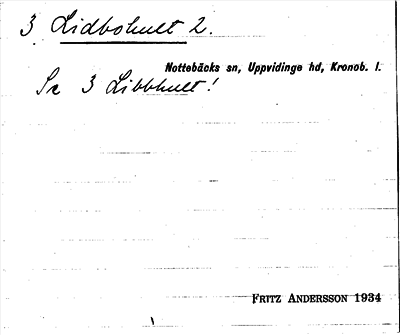 3 Lidbohult 2.
Nottebäcks sn, Uppvidinge hd, Kronob. l.
Se 3 Libbhult!
FRITZ ANDERSSON 1934